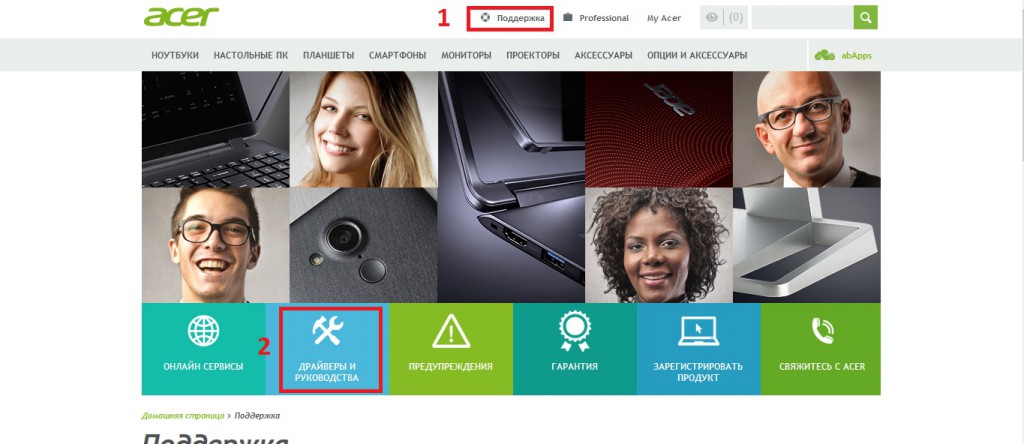 acer
1
Поддержка
Professional
My Acer
(0)
НОУТБУКИ
НАСТОЛЬНЫЕ ПК
ПЛАНШЕТЫ
СМАРТФОНЫ
МОНИТОРЫ
ПРОЕКТОРЫ
АКСЕССУАРЫ
ОПЦИИ И АКСЕССУАРЫ
abApps
acer
2
ОНЛАЙН СЕРВИСЫ
ДРАЙВЕРЫ И
РУКОВОДСТВА
ПРЕДУПРЕЖДЕНИЯ
ГАРАНТИЯ
ЗАРЕГИСТРИРОВАТЬ
ПРОДУКТ
СВЯЖИТЕСЬ С ACER
Домашняя страница > Поддержка
Поддержка